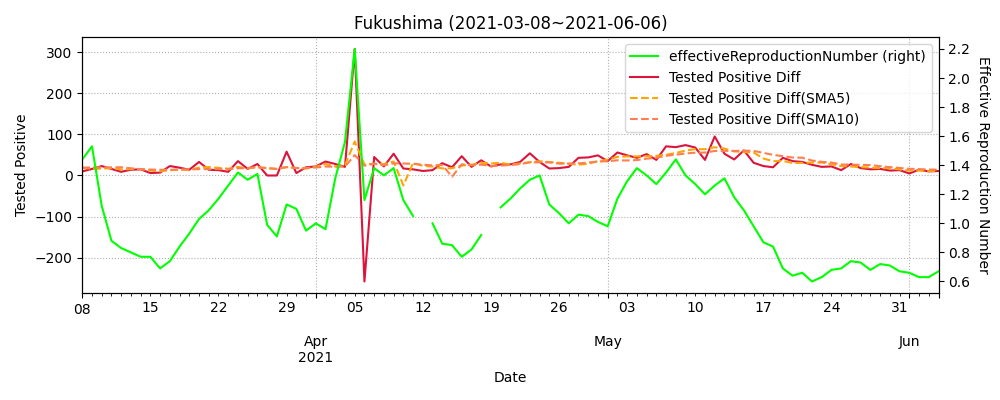 Fukushima (2021-03-08~2021-06-06)
effectiveReproductionNumber (right)
Tested Positive Diff
Tested Positive Diff(SMA5)
Tested Positive Diff(SMA10)
Tested Positive
300
200
100
0
−100
−200
Effective Reproduction Number
2.2
2.0
1.8
1.6
1.4
1.2
1.0
0.8
0.6
08 15 22 29 05 12 19 26 03 10 17 24 31
Apr May Jun
2021
Date